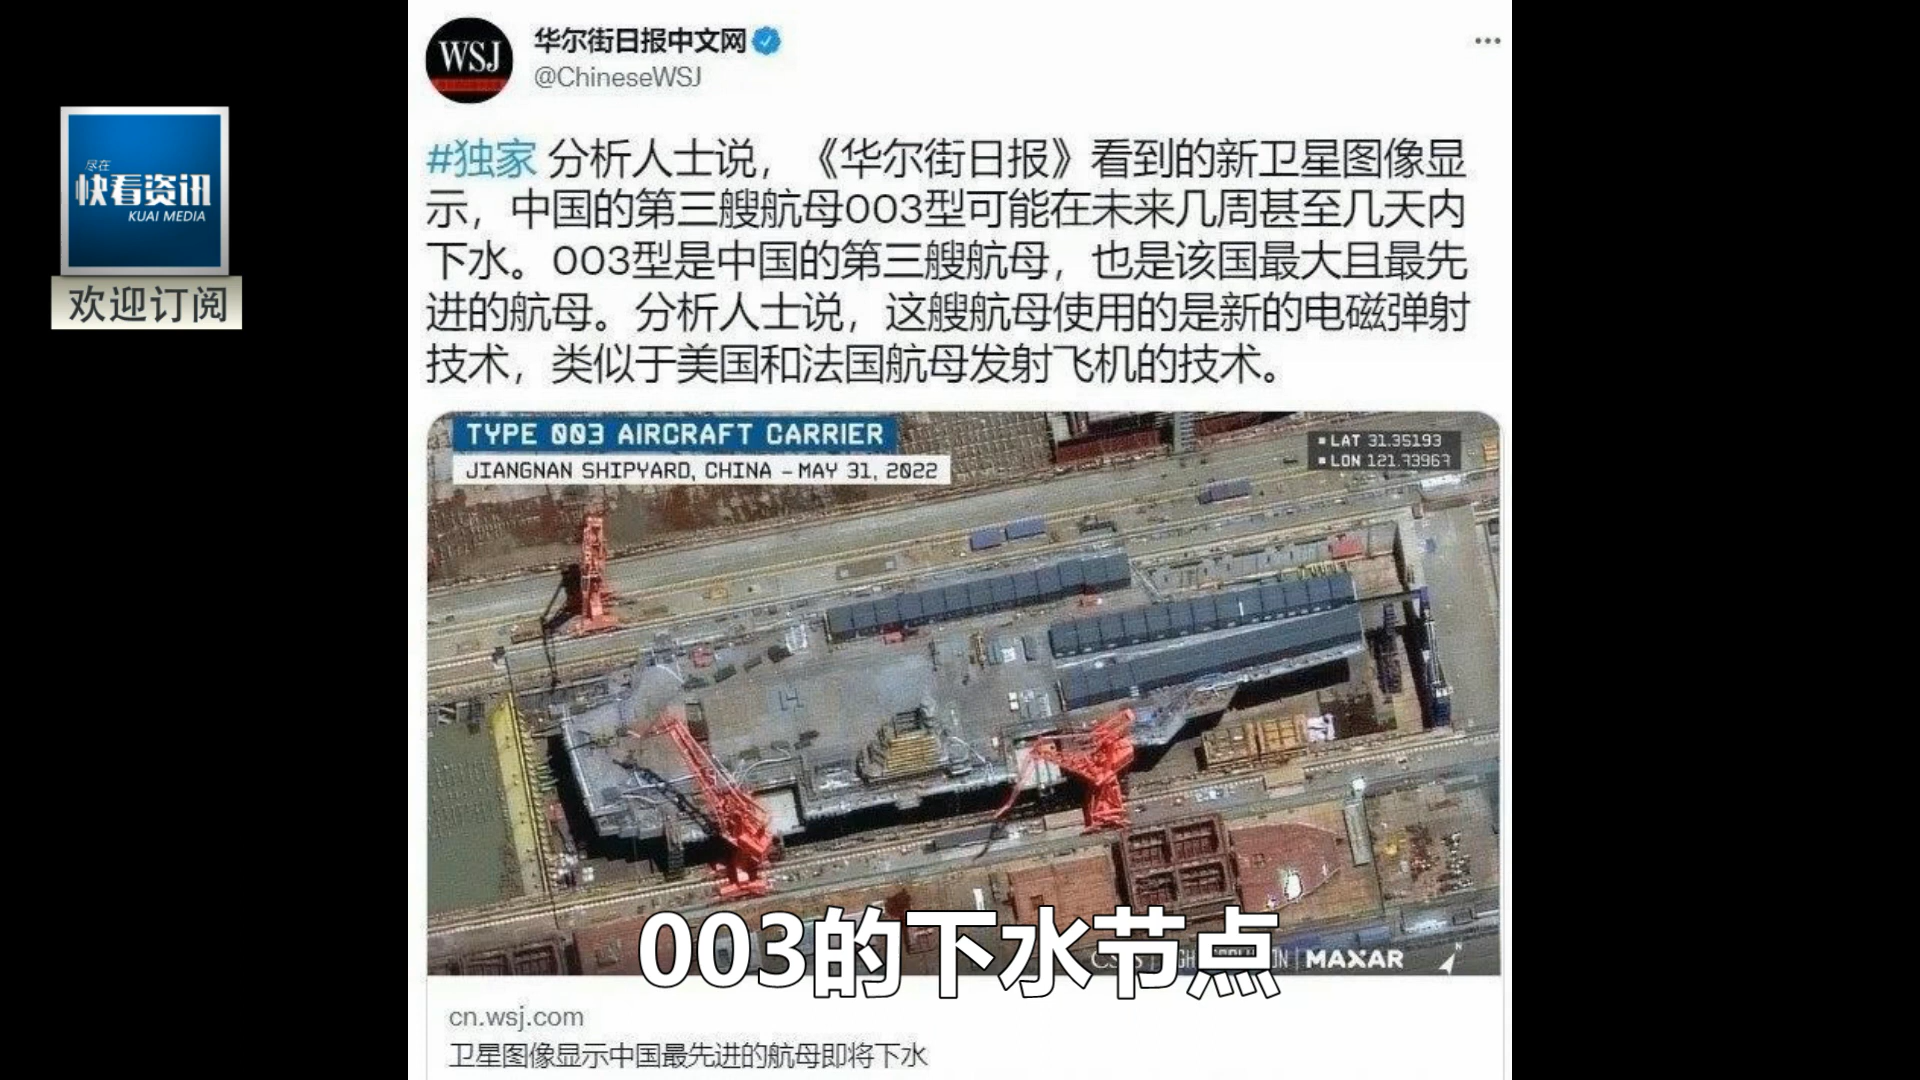 WSJ
华尔街日报中文网
@ChineseWSJ
尽在
快看资讯
KUAI MEDIA
欢迎订阅
#独家 分析人士说，《华尔街日报》看到的新卫星图像显
示，中国的第三艘航母003型可能在未来几周甚至几天内
下水。003型是中国的第三艘航母，也是该国最大且最先
进的航母。分析人士说，这艘航母使用的是新的电磁弹射
技术，类似于美国和法国航母发射飞机的技术。
TYPE 003 AIRCRAFT CARRIER
JIANGNAN SHIPYARD, CHINA – MAY 31, 2022
▪ LAT 31.35193
▪ LON 121.73967
003的下水节点
MAXAR
N
cn.wsj.com
卫星图像显示中国最先进的航母即将下水